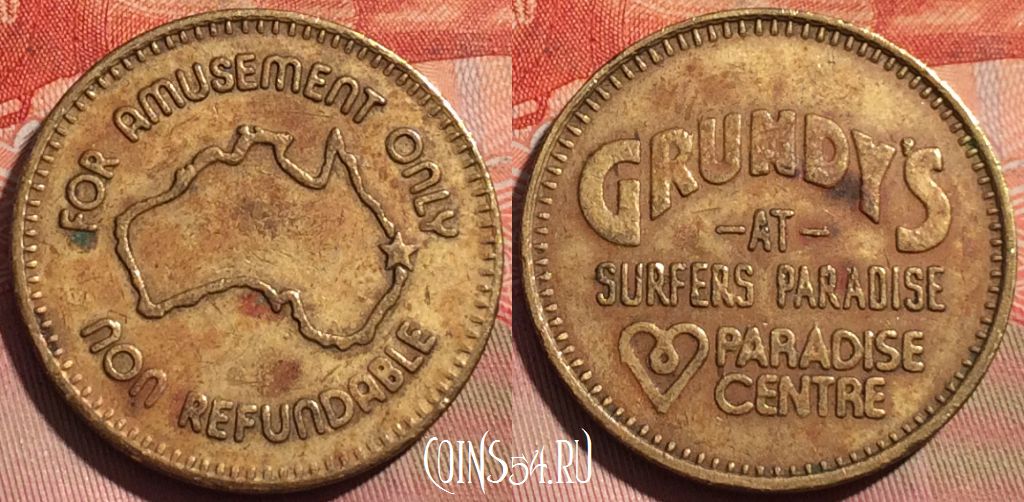 FOR AMUSEMENT ONLY
NON REFUNDABLE
GRUNDY'S
-AT-
SURFERS PARADISE
PARADISE
CENTRE
COINS54.RU